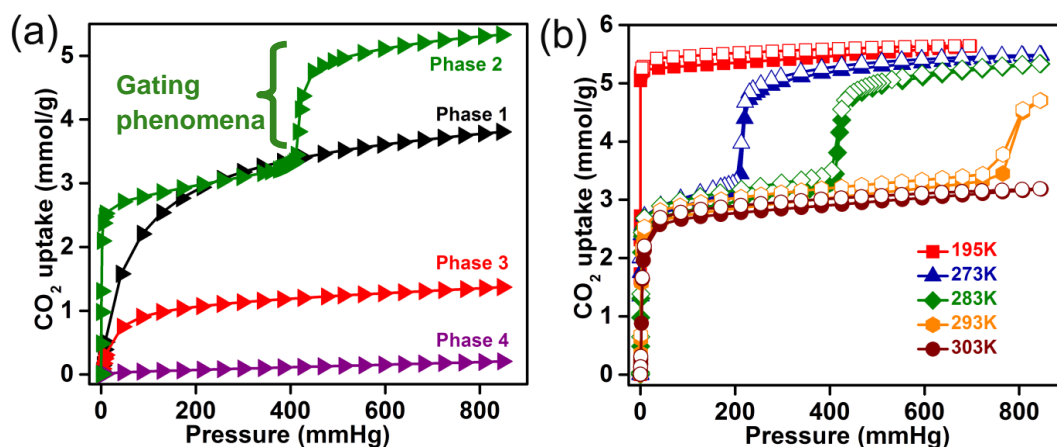 (a)
CO2 uptake (mmol/g)
5
4
3
2
1
0
Gating
phenomena
Phase 2
Phase 1
Phase 3
Phase 4
0 200 400 600 800
Pressure (mmHg)
(b)
CO2 uptake (mmol/g)
6
5
4
3
2
1
0
195K
273K
283K
293K
303K
0 200 400 600 800
Pressure (mmHg)